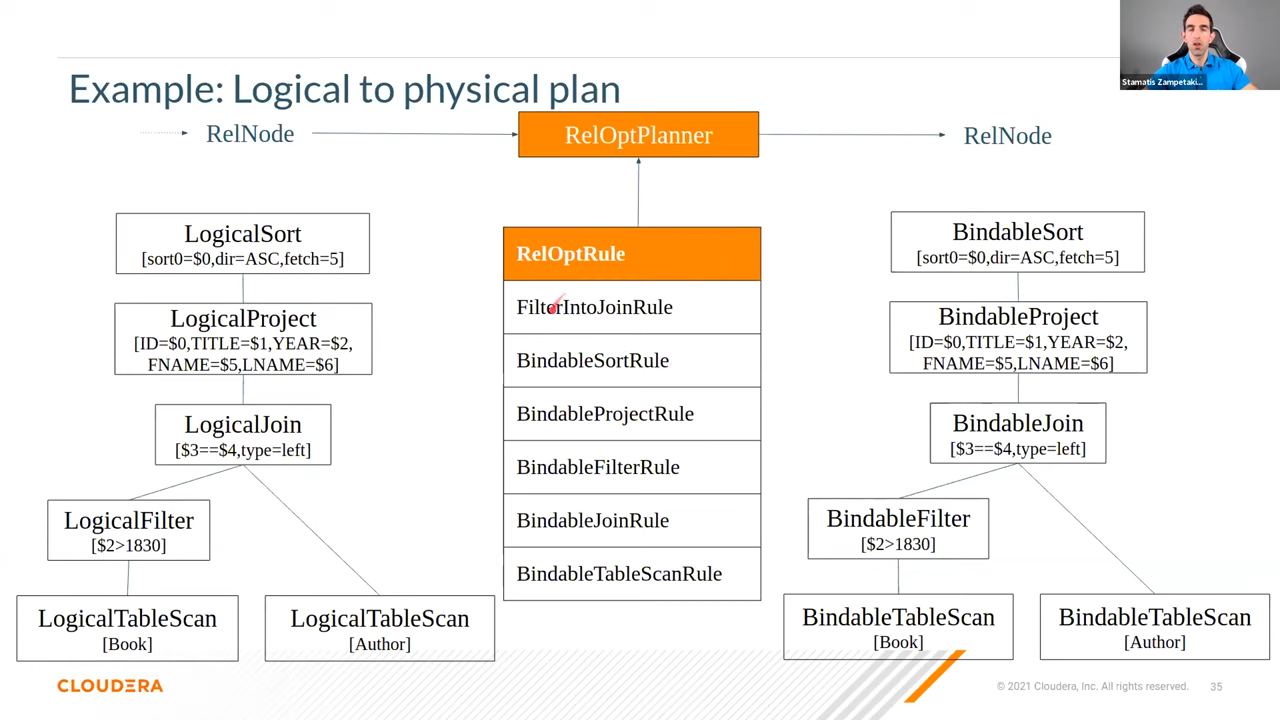 Stamatis Zampetaki...
Example: Logical to physical plan
RelNode
RelOptPlanner
RelNode
LogicalSort
[sort0=$0,dir=ASC,fetch=5]
LogicalProject
[ID=$0,TITLE=$1,YEAR=$2,
FNAME=$5,LNAME=$6]
LogicalJoin
[$3==$4,type=left]
LogicalFilter
[$2>1830]
LogicalTableScan
[Book]
LogicalTableScan
[Author]
RelOptRule
FilterIntoJoinRule
BindableSortRule
BindableProjectRule
BindableFilterRule
BindableJoinRule
BindableTableScanRule
BindableSort
[sort0=$0,dir=ASC,fetch=5]
BindableProject
[ID=$0,TITLE=$1,YEAR=$2,
FNAME=$5,LNAME=$6]
BindableJoin
[$3==$4,type=left]
BindableFilter
[$2>1830]
BindableTableScan
[Book]
BindableTableScan
[Author]
CLOUDERA
© 2021 Cloudera, Inc. All rights reserved.
35